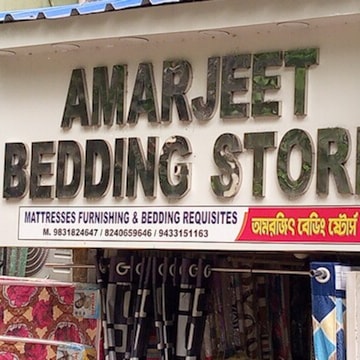 AMARJEET
BEDDING STORE
MATTRESSES FURNISHING & BEDDING REQUISITES
M. 9831824647 / 8240659646 / 9433151163
অমরজিৎ বেডিং ষ্টোর্স